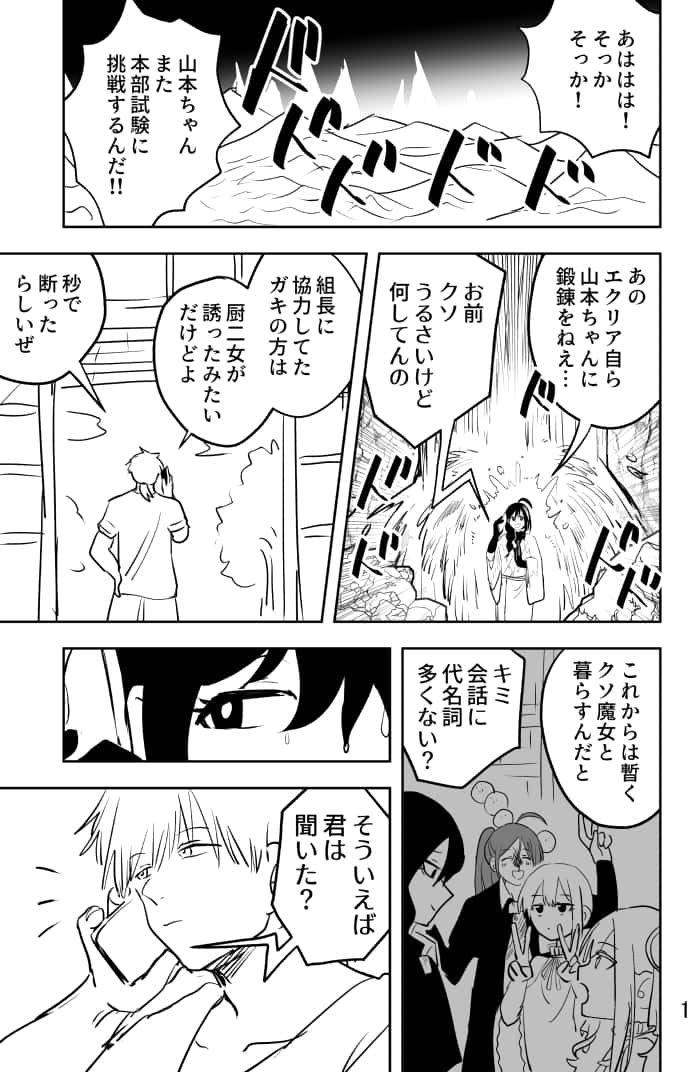 あははは！
そっか
そっか！
山本ちゃん
また
本部試験に
挑戦するんだ!!
ドドドドド
あの
エクリア自ら
山本ちゃんに
鍛錬をねえ…
お前
クソ
うるさいけど
何してんの
ドドド
組長に
協力してた
ガキの方は
厨二女が
誘ったみたい
だけどよ
秒で
断った
らしいぜ
これからは暫く
クソ魔女と
暮らすんだと
キミ
会話に
代名詞
多くない？
そういえば
君は
聞いた？
1